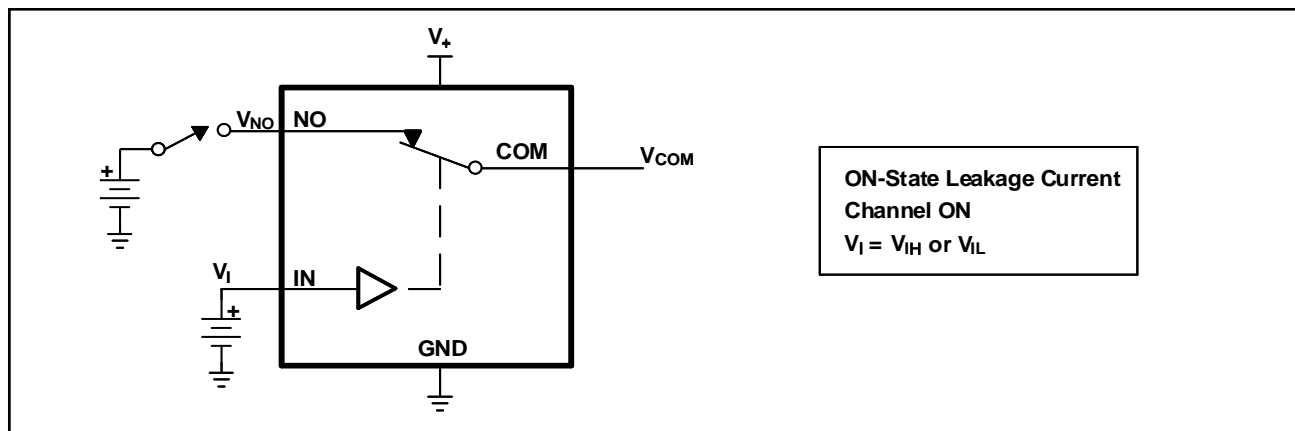 V+
VNO NO
COM
VCOM
+
VI IN
+
GND
ON-State Leakage Current
Channel ON
VI = VIH or VIL